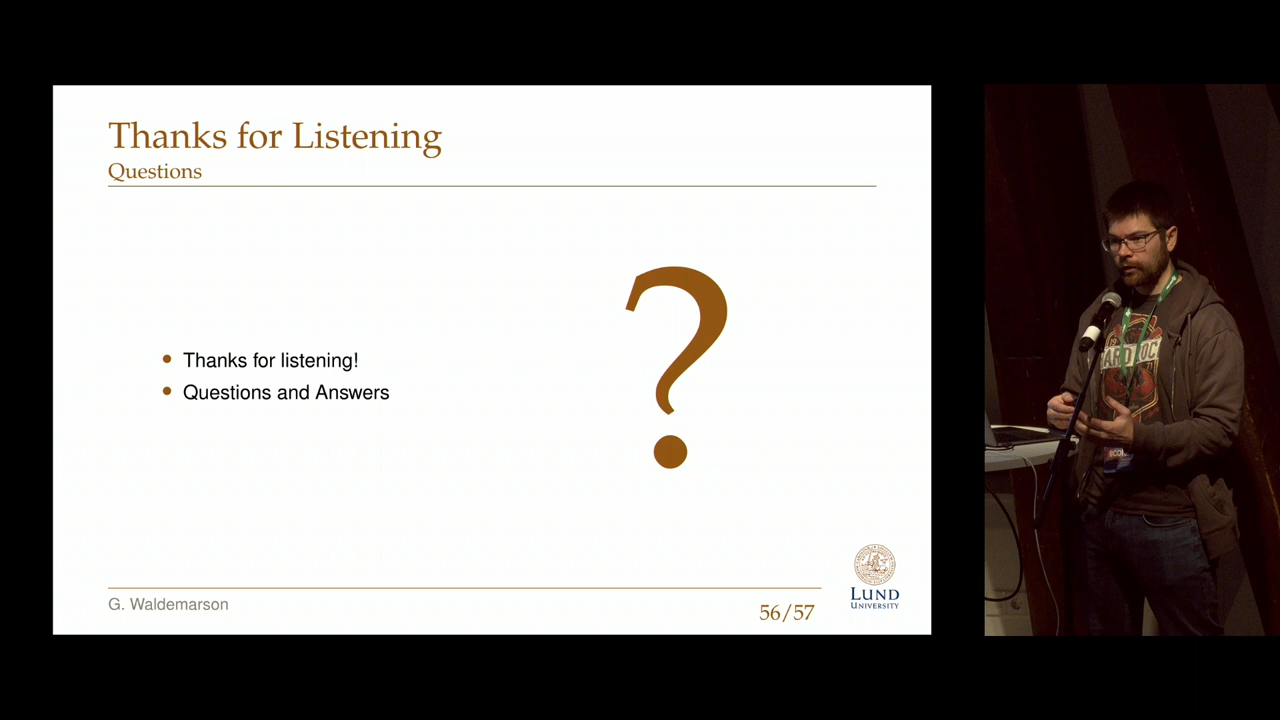 Thanks for Listening
Questions
Thanks for listening!
Questions and Answers
?
G. Waldemarson
56/57
LUND
UNIVERSITY